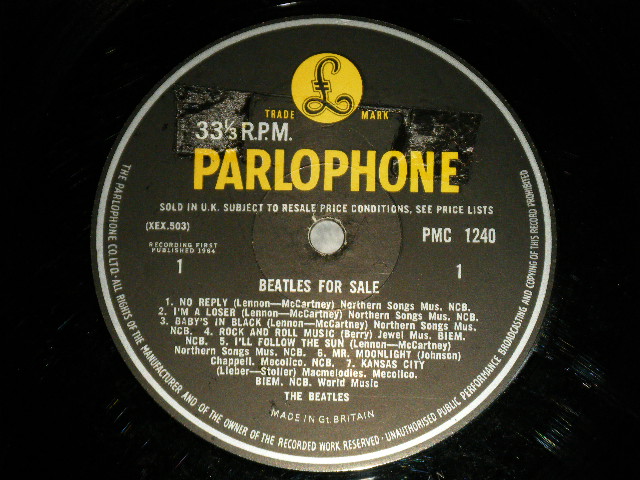 £
TRADE MARK
33⅓ R.P.M.
PARLOPHONE
SOLD IN U.K. SUBJECT TO RESALE PRICE CONDITIONS, SEE PRICE LISTS
(XEX.503)
PMC 1240
RECORDING FIRST
PUBLISHED 1964
1
1
BEATLES FOR SALE
1. NO REPLY (Lennon—McCartney) Northern Songs Mus. NCB.
2. I'M A LOSER (Lennon—McCartney) Northern Songs Mus. NCB.
3. BABY'S IN BLACK (Lennon—McCartney) Northern Songs Mus.
NCB. 4. ROCK AND ROLL MUSIC (Berry) Jewel Mus. BIEM.
NCB. 5. I'LL FOLLOW THE SUN (Lennon—McCartney)
Northern Songs Mus. NCB. 6. MR. MOONLIGHT (Johnson)
Chappell. Mecolico. NCB. 7. KANSAS CITY
(Lieber—Stoller) Macmelodies. Mecolico.
BIEM. NCB. World Music
THE BEATLES
MADE IN Gt. BRITAIN
THE PARLOPHONE CO. LTD. · ALL RIGHTS OF THE MANUFACTURER AND OF THE OWNER OF THE RECORDED WORK RESERVED · UNAUTHORISED PUBLIC PERFORMANCE BROADCASTING AND COPYING OF THIS RECORD PROHIBITED